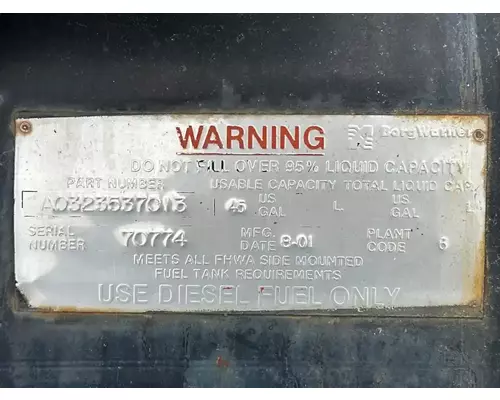 WARNING
BorgWarner
DO NOT FILL OVER 95% LIQUID CAPACITY
PART NUMBER USABLE CAPACITY TOTAL LIQUID CAP.
45 US GAL L US GAL L
SERIAL NUMBER 70774 MFG. DATE 8-01 PLANT CODE 6
MEETS ALL FHWA SIDE MOUNTED
FUEL TANK REQUIREMENTS
USE DIESEL FUEL ONLY